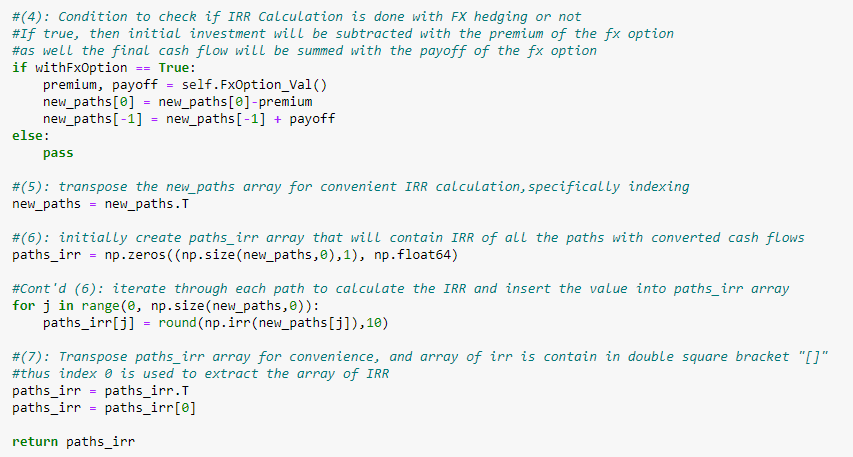 #(4): Condition to check if IRR Calculation is done with FX hedging or not
#If true, then initial investment will be subtracted with the premium of the fx option
#as well the final cash flow will be summed with the payoff of the fx option
if withFxOption == True:
    premium, payoff = self.FxOption_Val()
    new_paths[0] = new_paths[0]-premium
    new_paths[-1] = new_paths[-1] + payoff
else:
    pass

#(5): transpose the new_paths array for convenient IRR calculation,specifically indexing
new_paths = new_paths.T

#(6): initially create paths_irr array that will contain IRR of all the paths with converted cash flows
paths_irr = np.zeros((np.size(new_paths,0),1), np.float64)

#Cont'd (6): iterate through each path to calculate the IRR and insert the value into paths_irr array
for j in range(0, np.size(new_paths,0)):
    paths_irr[j] = round(np.irr(new_paths[j]),10)

#(7): Transpose paths_irr array for convenience, and array of irr is contain in double square bracket "[]"
#thus index 0 is used to extract the array of IRR
paths_irr = paths_irr.T
paths_irr = paths_irr[0]

return paths_irr